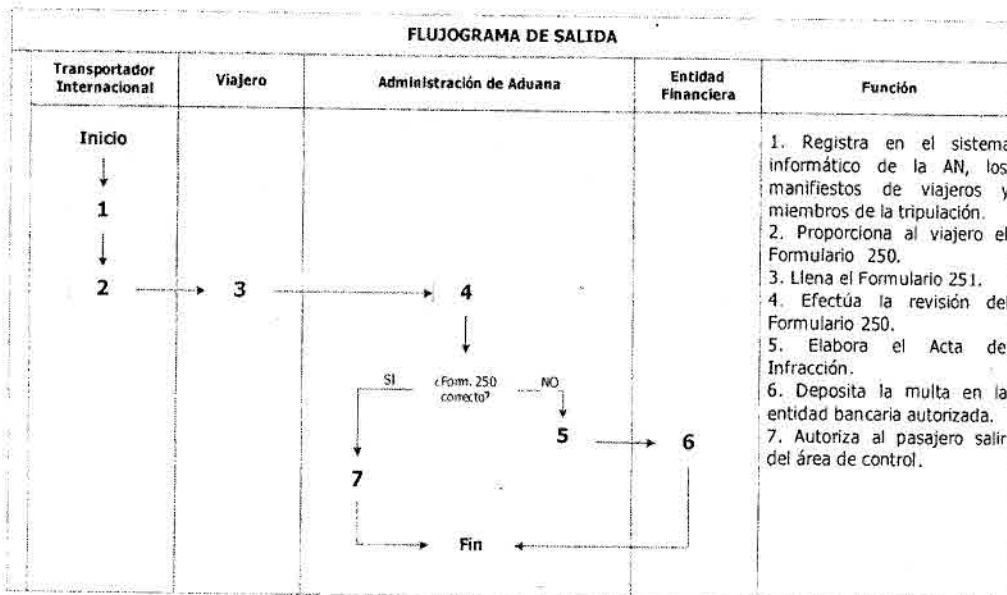 FLUJOGRAMA DE SALIDA
Transportador
Internacional
Viajero
Administración de Aduana
Entidad
Financiera
Función
Inicio
1
2
3
4
¿Form. 250
correcto?
SI
NO
5
6
7
Fin
1. Registra en el sistema
informático de la AN, los
manifiestos de viajeros y
miembros de la tripulación.
2. Proporciona al viajero el
Formulario 250.
3. Llena el Formulario 251.
4. Efectúa la revisión del
Formulario 250.
5. Elabora el Acta de
Infracción.
6. Deposita la multa en la
entidad bancaria autorizada.
7. Autoriza al pasajero salir
del área de control.